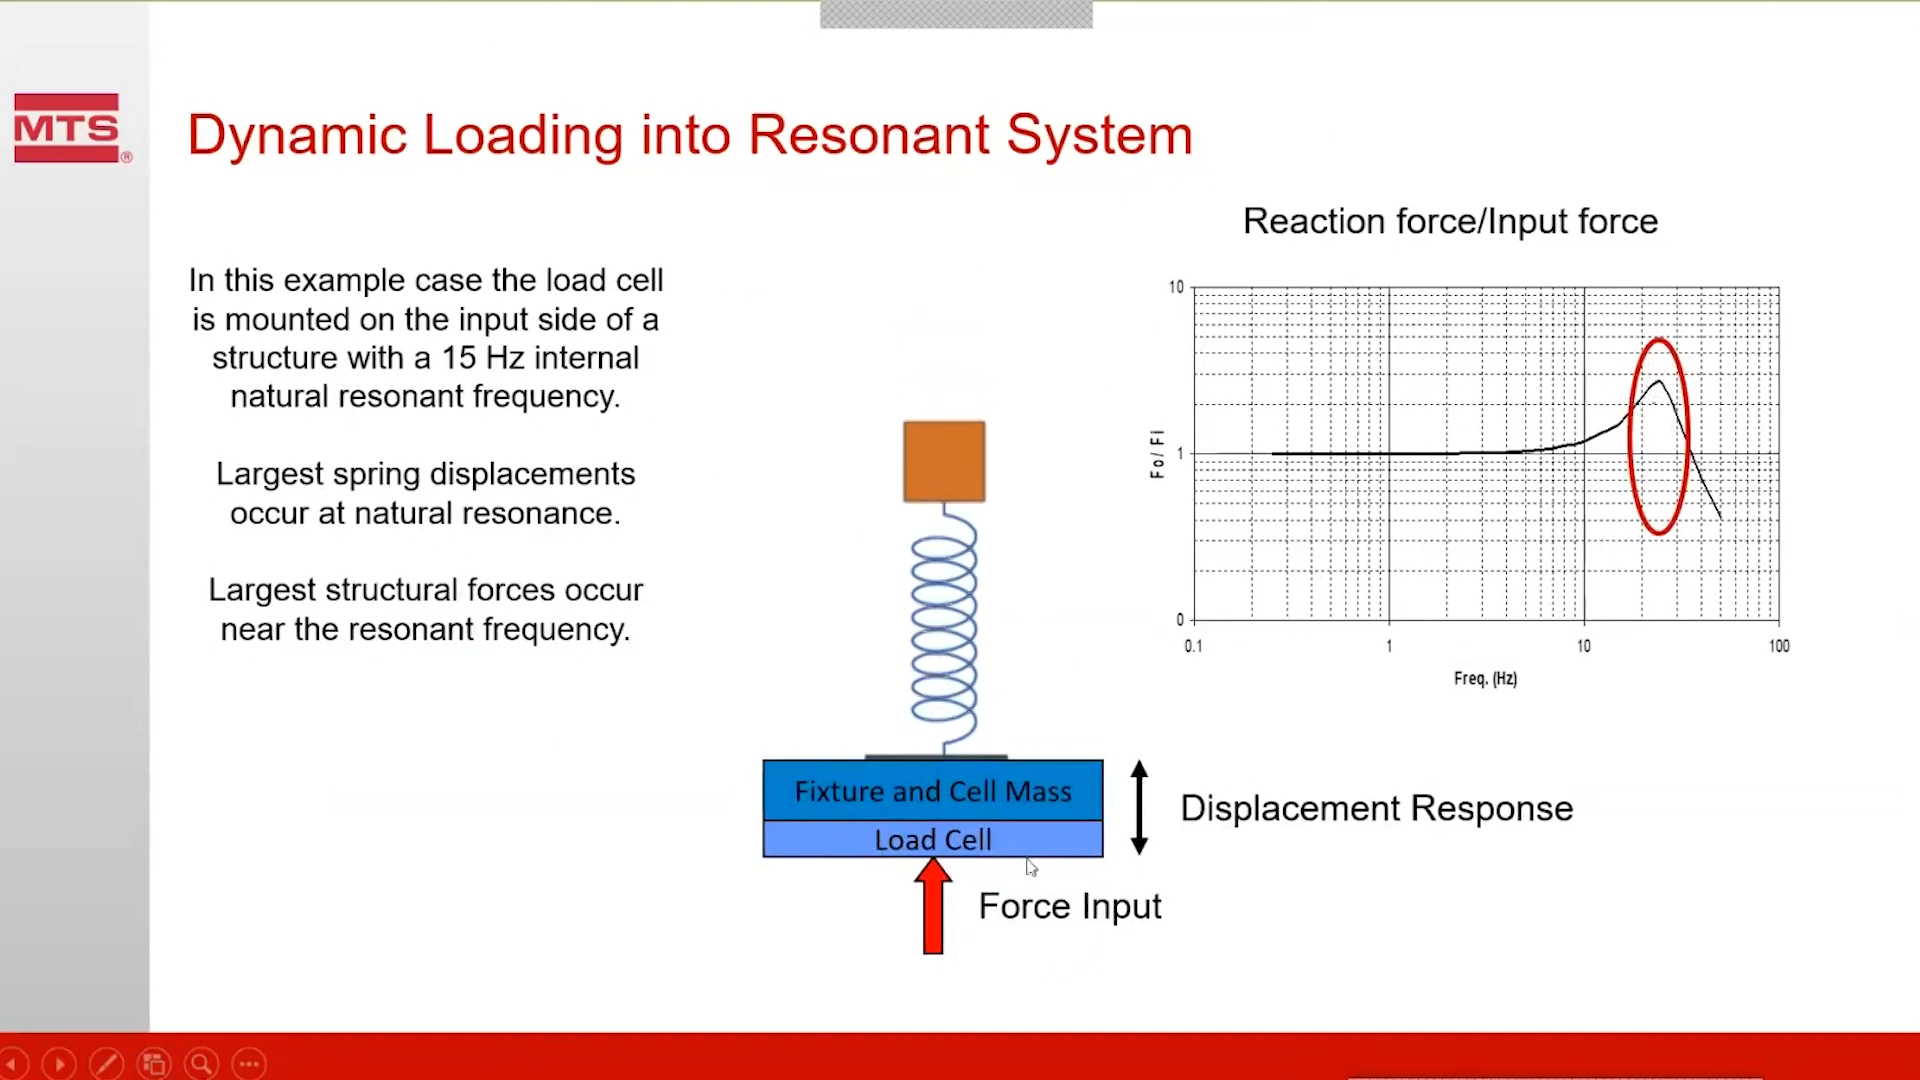 MTS
®
Dynamic Loading into Resonant System
In this example case the load cell
is mounted on the input side of a
structure with a 15 Hz internal
natural resonant frequency.
Largest spring displacements
occur at natural resonance.
Largest structural forces occur
near the resonant frequency.
Reaction force/Input force
10
1
0
Fo/ Fi
0.1
1
10
100
Freq. (Hz)
Fixture and Cell Mass
Load Cell
Displacement Response
Force Input